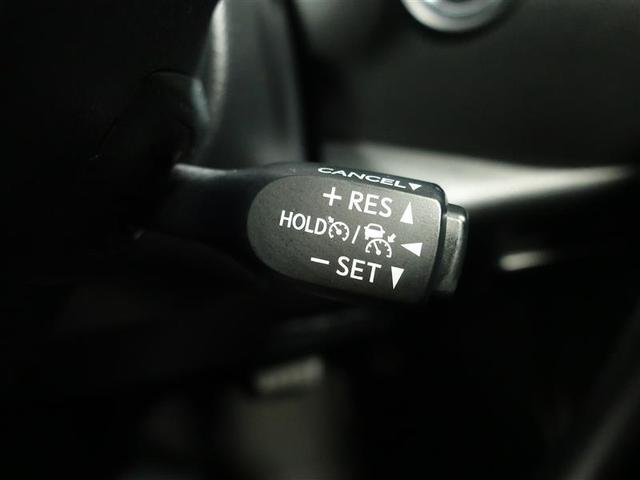 CANCEL▼
+ RES ▲
HOLD / ◀
− SET ▼